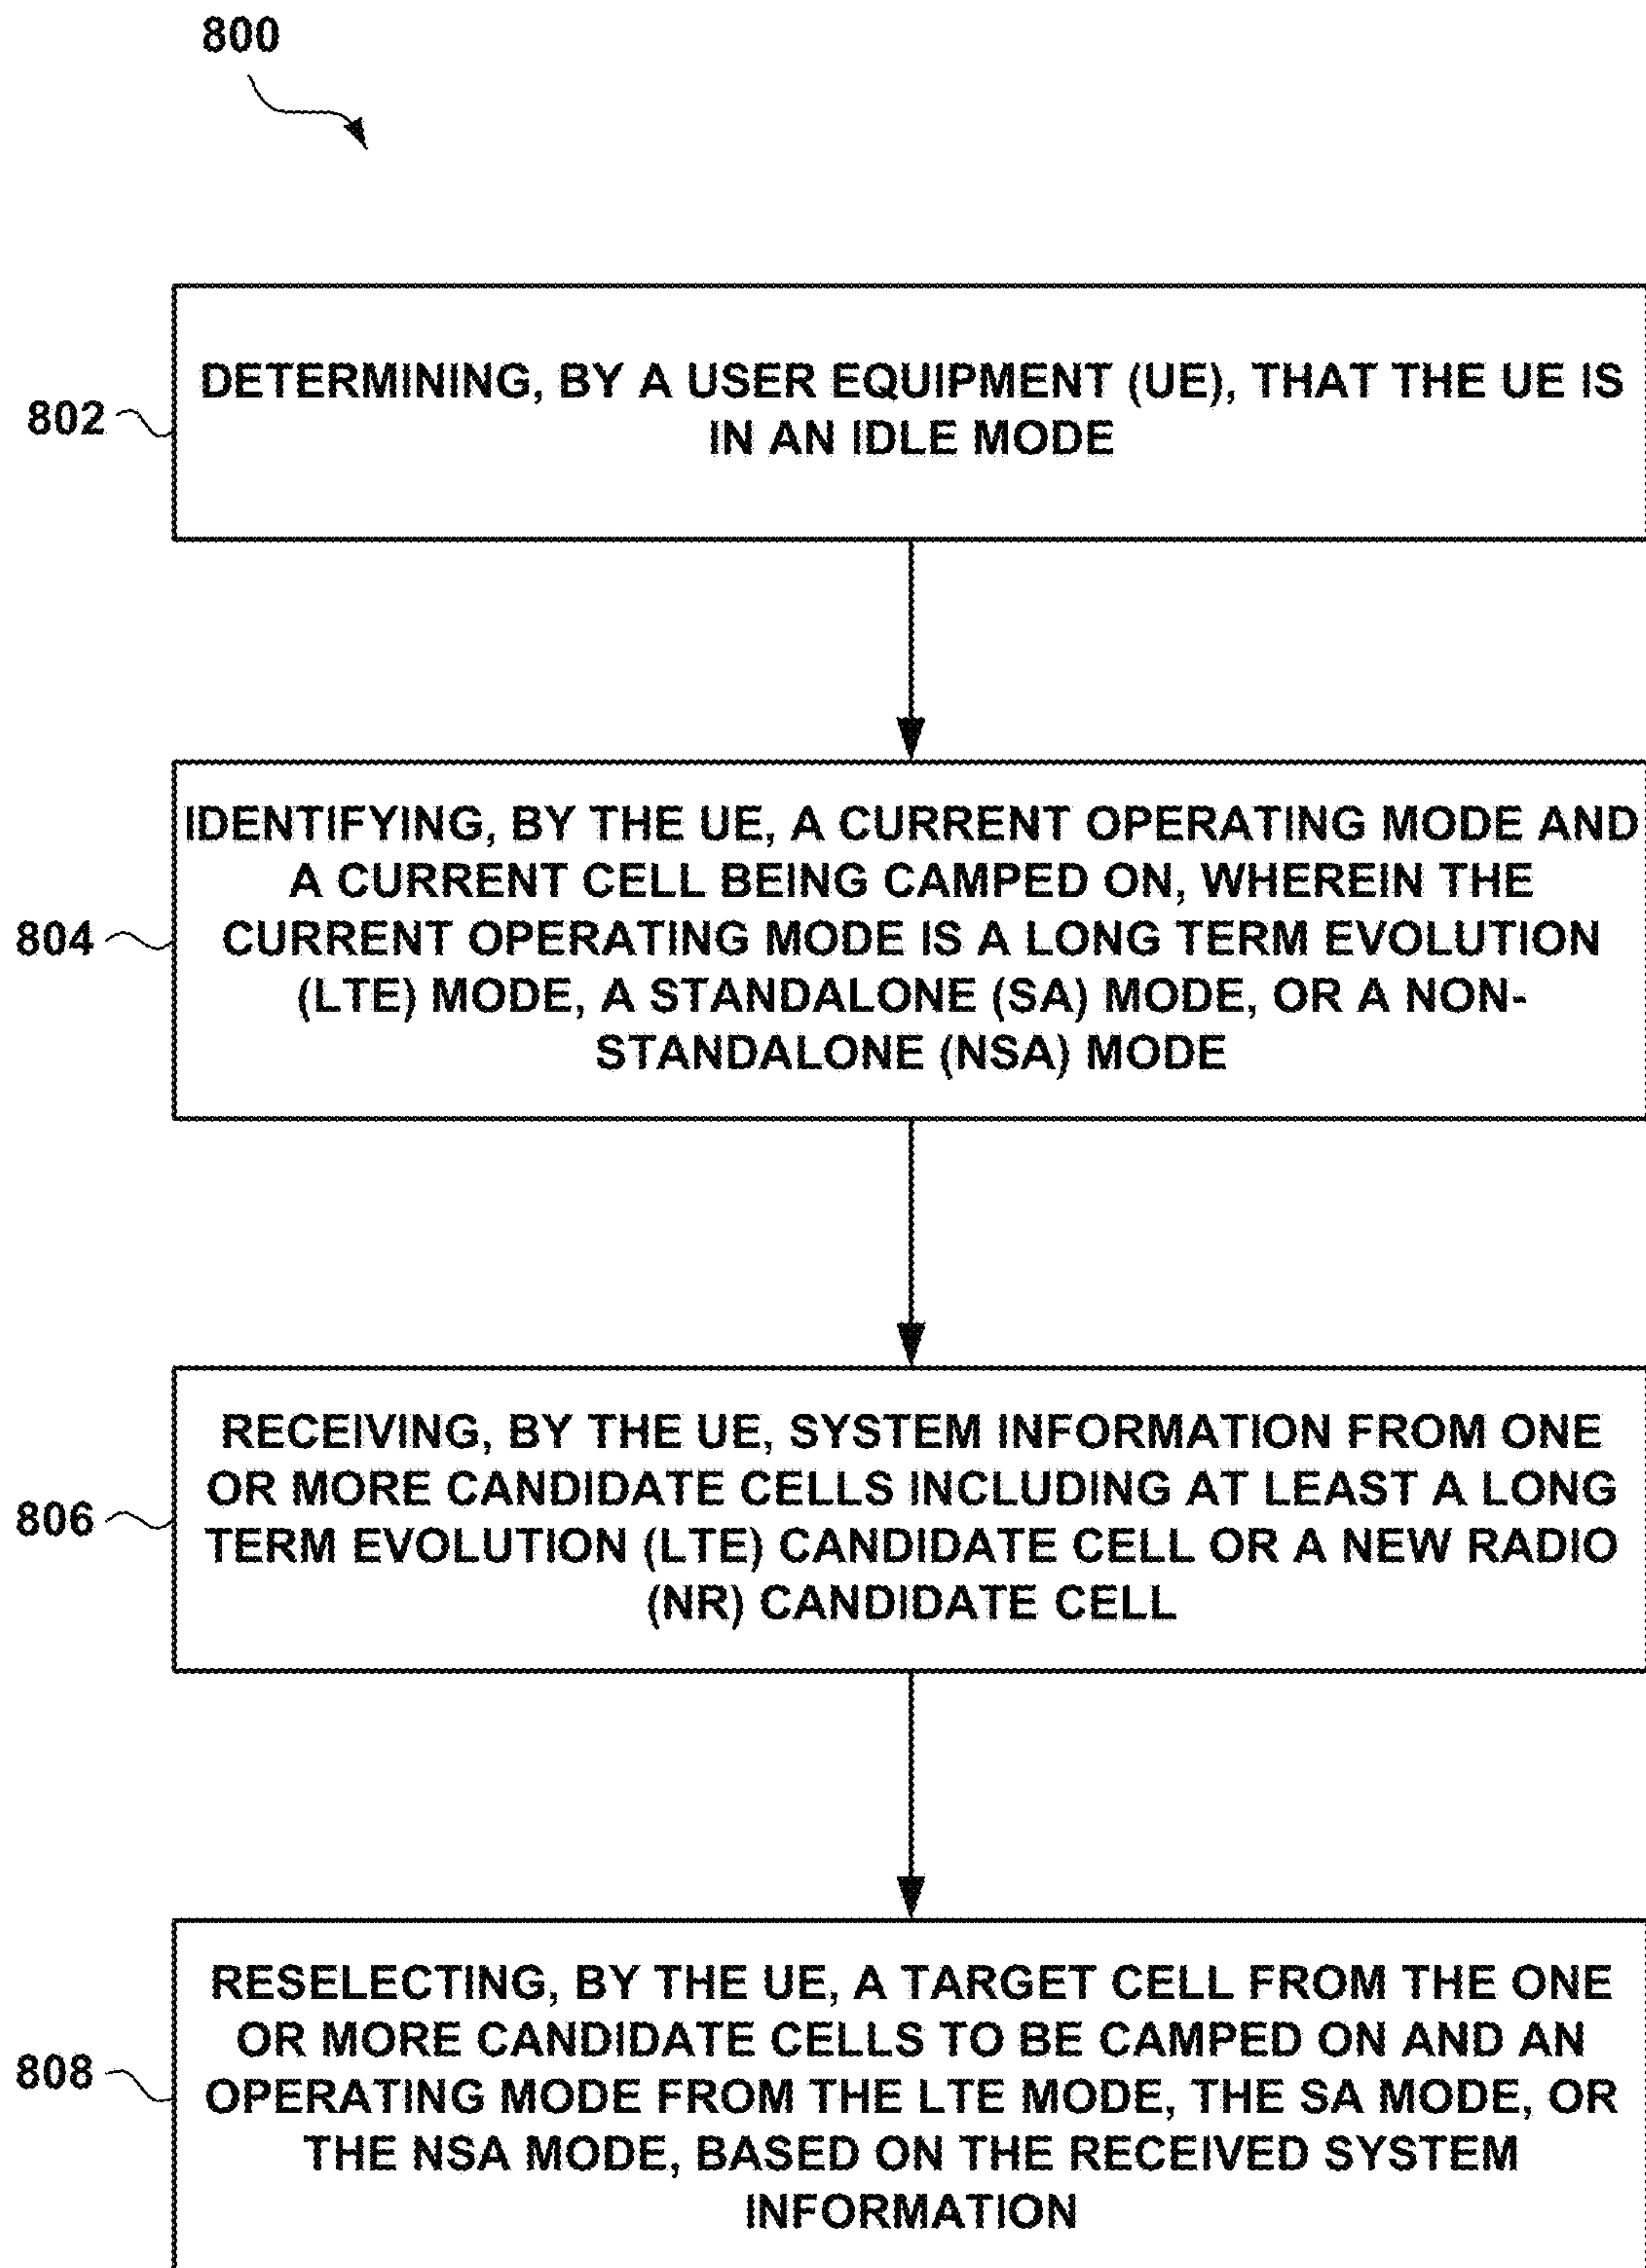 800
802
DETERMINING, BY A USER EQUIPMENT (UE), THAT THE UE IS
IN AN IDLE MODE
804
IDENTIFYING, BY THE UE, A CURRENT OPERATING MODE AND
A CURRENT CELL BEING CAMPED ON, WHEREIN THE
CURRENT OPERATING MODE IS A LONG TERM EVOLUTION
(LTE) MODE, A STANDALONE (SA) MODE, OR A NON-
STANDALONE (NSA) MODE
806
RECEIVING, BY THE UE, SYSTEM INFORMATION FROM ONE
OR MORE CANDIDATE CELLS INCLUDING AT LEAST A LONG
TERM EVOLUTION (LTE) CANDIDATE CELL OR A NEW RADIO
(NR) CANDIDATE CELL
808
RESELECTING, BY THE UE, A TARGET CELL FROM THE ONE
OR MORE CANDIDATE CELLS TO BE CAMPED ON AND AN
OPERATING MODE FROM THE LTE MODE, THE SA MODE, OR
THE NSA MODE, BASED ON THE RECEIVED SYSTEM
INFORMATION